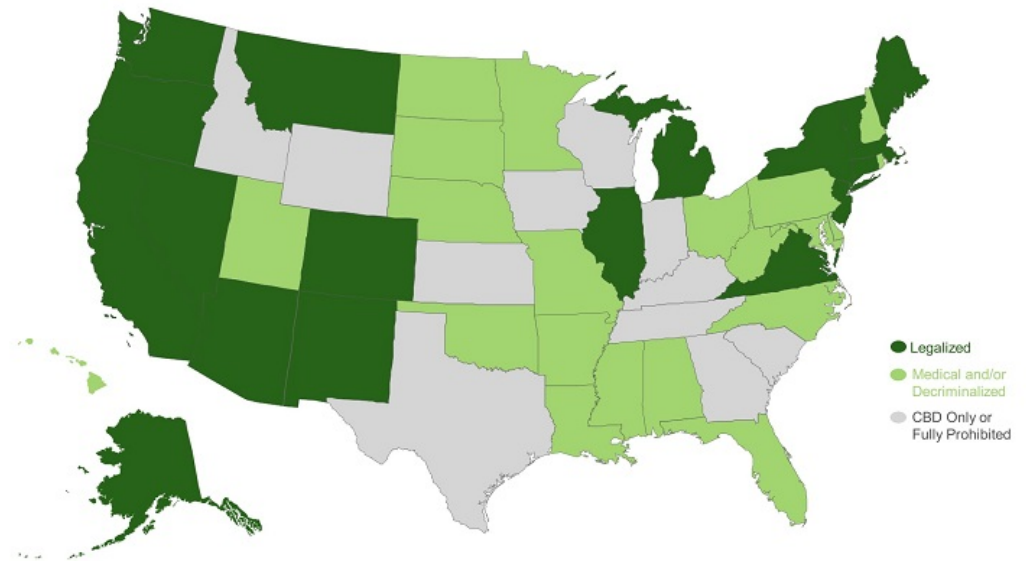 Legalized
Medical and/or
Decriminalized
CBD Only or
Fully Prohibited